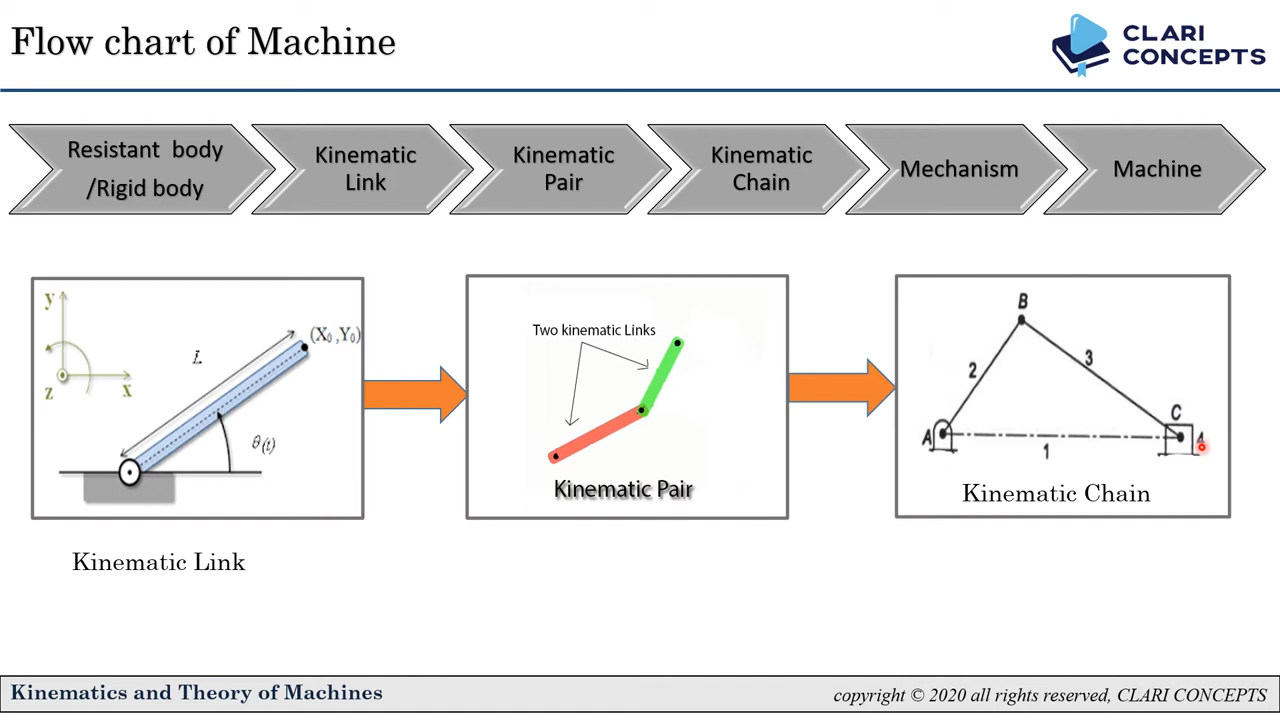 Flow chart of Machine
CLARI
CONCEPTS
Resistant body
/Rigid body
Kinematic
Link
Kinematic
Pair
Kinematic
Chain
Mechanism
Machine
y
z
x
L
(X₀,Y₀)
θ(t)
Kinematic Link
Two kinematic Links
Kinematic Pair
B
2
3
A
C
4
1
Kinematic Chain
Kinematics and Theory of Machines
copyright © 2020 all rights reserved, CLARI CONCEPTS